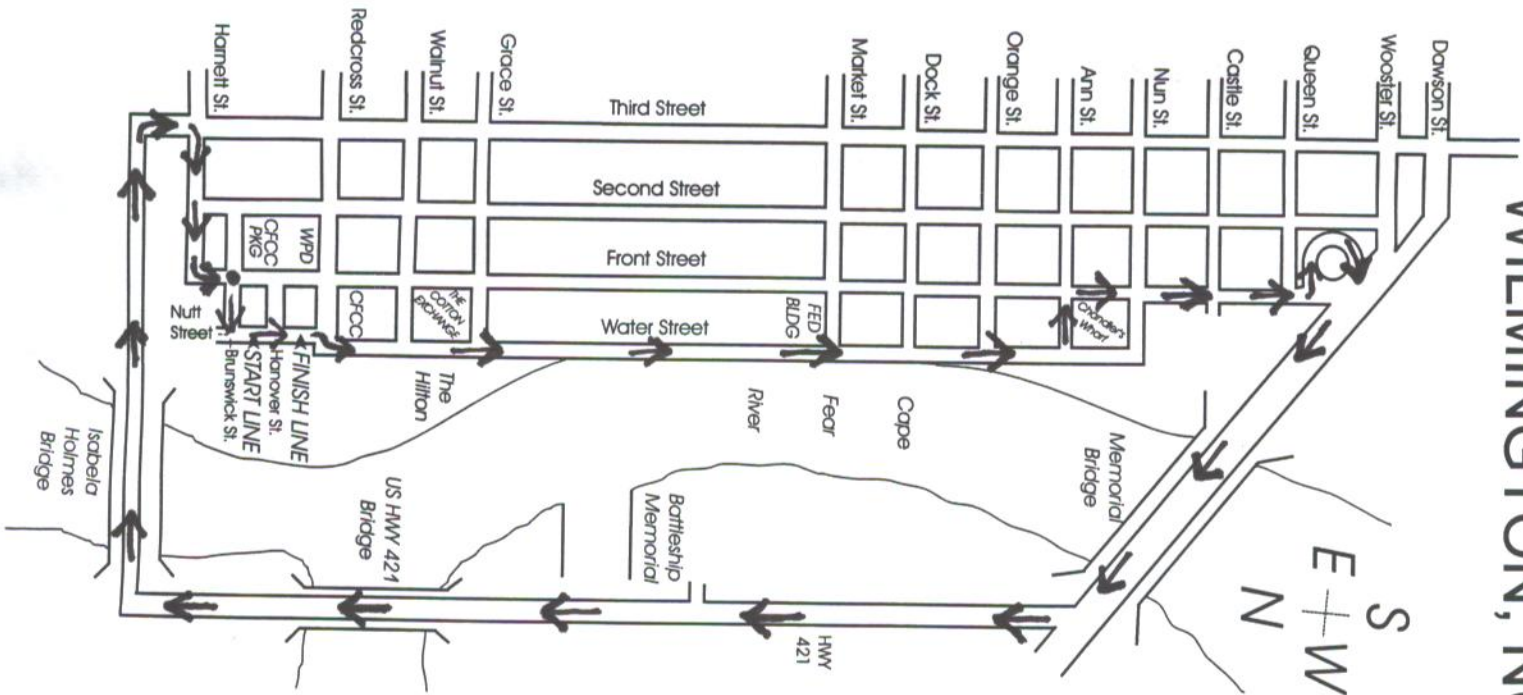 WILMINGTON, N
S
E + W
N
Dawson St.
Wooster St.
Queen St.
Castle St.
Nun St.
Ann St.
Orange St.
Dock St.
Market St.
Grace St.
Walnut St.
Redcross St.
Harnett St.
Third Street
Second Street
Front Street
Water Street
WPD
CFCC
PKG
CFCC
THE
COTTON
EXCHANGE
FED
BLDG
Chandler's
Wharf
Nutt
Street
Brunswick St.
START LINE
Hanover St.
FINISH LINE
The
Hilton
Cape
Fear
River
Memorial
Bridge
Battleship
Memorial
US HWY 421
Bridge
HWY
421
Isabela
Holmes
Bridge